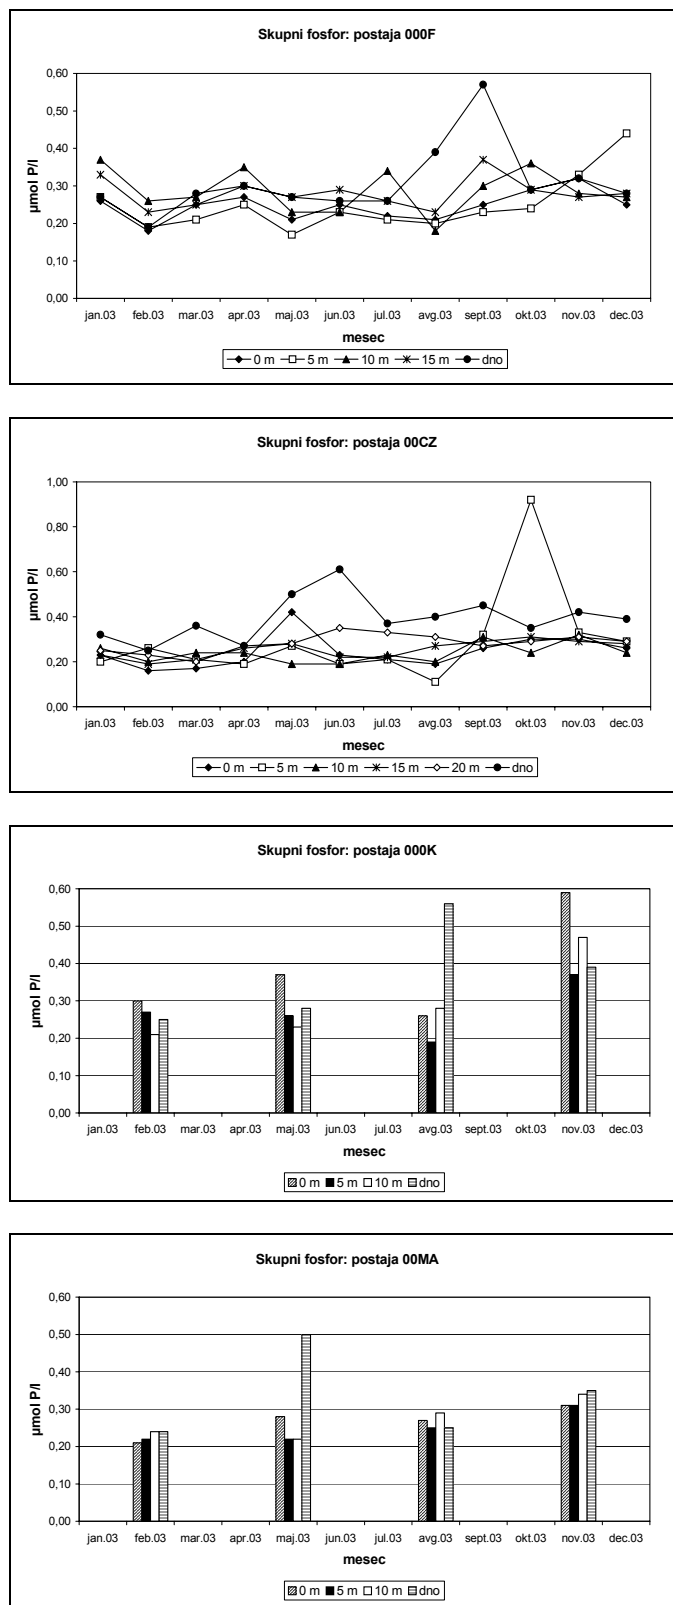 Skupni fosfor: postaja 000F
µmol P/l
0,60
0,50
0,40
0,30
0,20
0,10
0,00
jan.03 feb.03 mar.03 apr.03 maj.03 jun.03 jul.03 avg.03 sept.03 okt.03 nov.03 dec.03
mesec
0 m 5 m 10 m 15 m dno
Skupni fosfor: postaja 00CZ
µmol P/l
1,00
0,80
0,60
0,40
0,20
0,00
jan.03 feb.03 mar.03 apr.03 maj.03 jun.03 jul.03 avg.03 sept.03 okt.03 nov.03 dec.03
mesec
0 m 5 m 10 m 15 m 20 m dno
Skupni fosfor: postaja 000K
µmol P/l
0,60
0,50
0,40
0,30
0,20
0,10
0,00
jan.03 feb.03 mar.03 apr.03 maj.03 jun.03 jul.03 avg.03 sept.03 okt.03 nov.03 dec.03
mesec
0 m 5 m 10 m dno
Skupni fosfor: postaja 00MA
µmol P/l
0,60
0,50
0,40
0,30
0,20
0,10
0,00
jan.03 feb.03 mar.03 apr.03 maj.03 jun.03 jul.03 avg.03 sept.03 okt.03 nov.03 dec.03
mesec
0 m 5 m 10 m dno